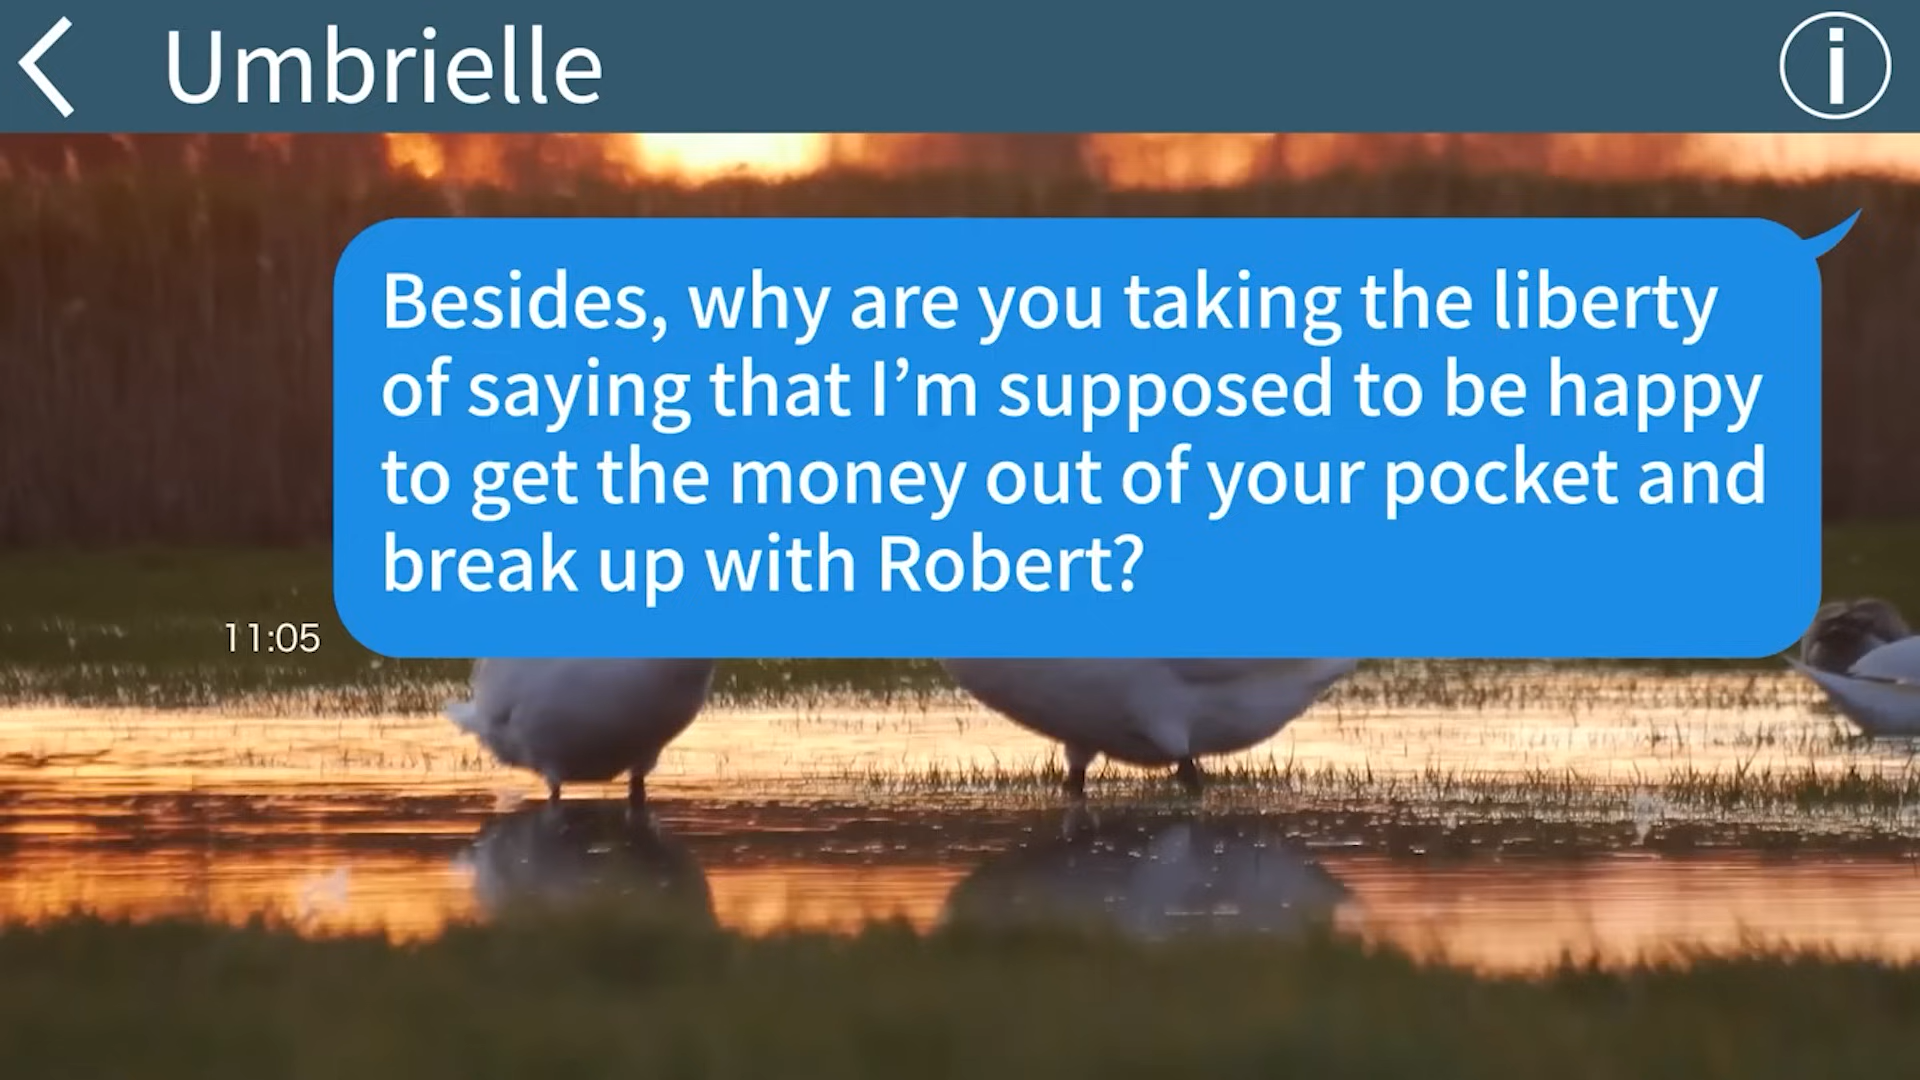 Umbrielle
Besides, why are you taking the liberty
of saying that I’m supposed to be happy
to get the money out of your pocket and
break up with Robert?
11:05